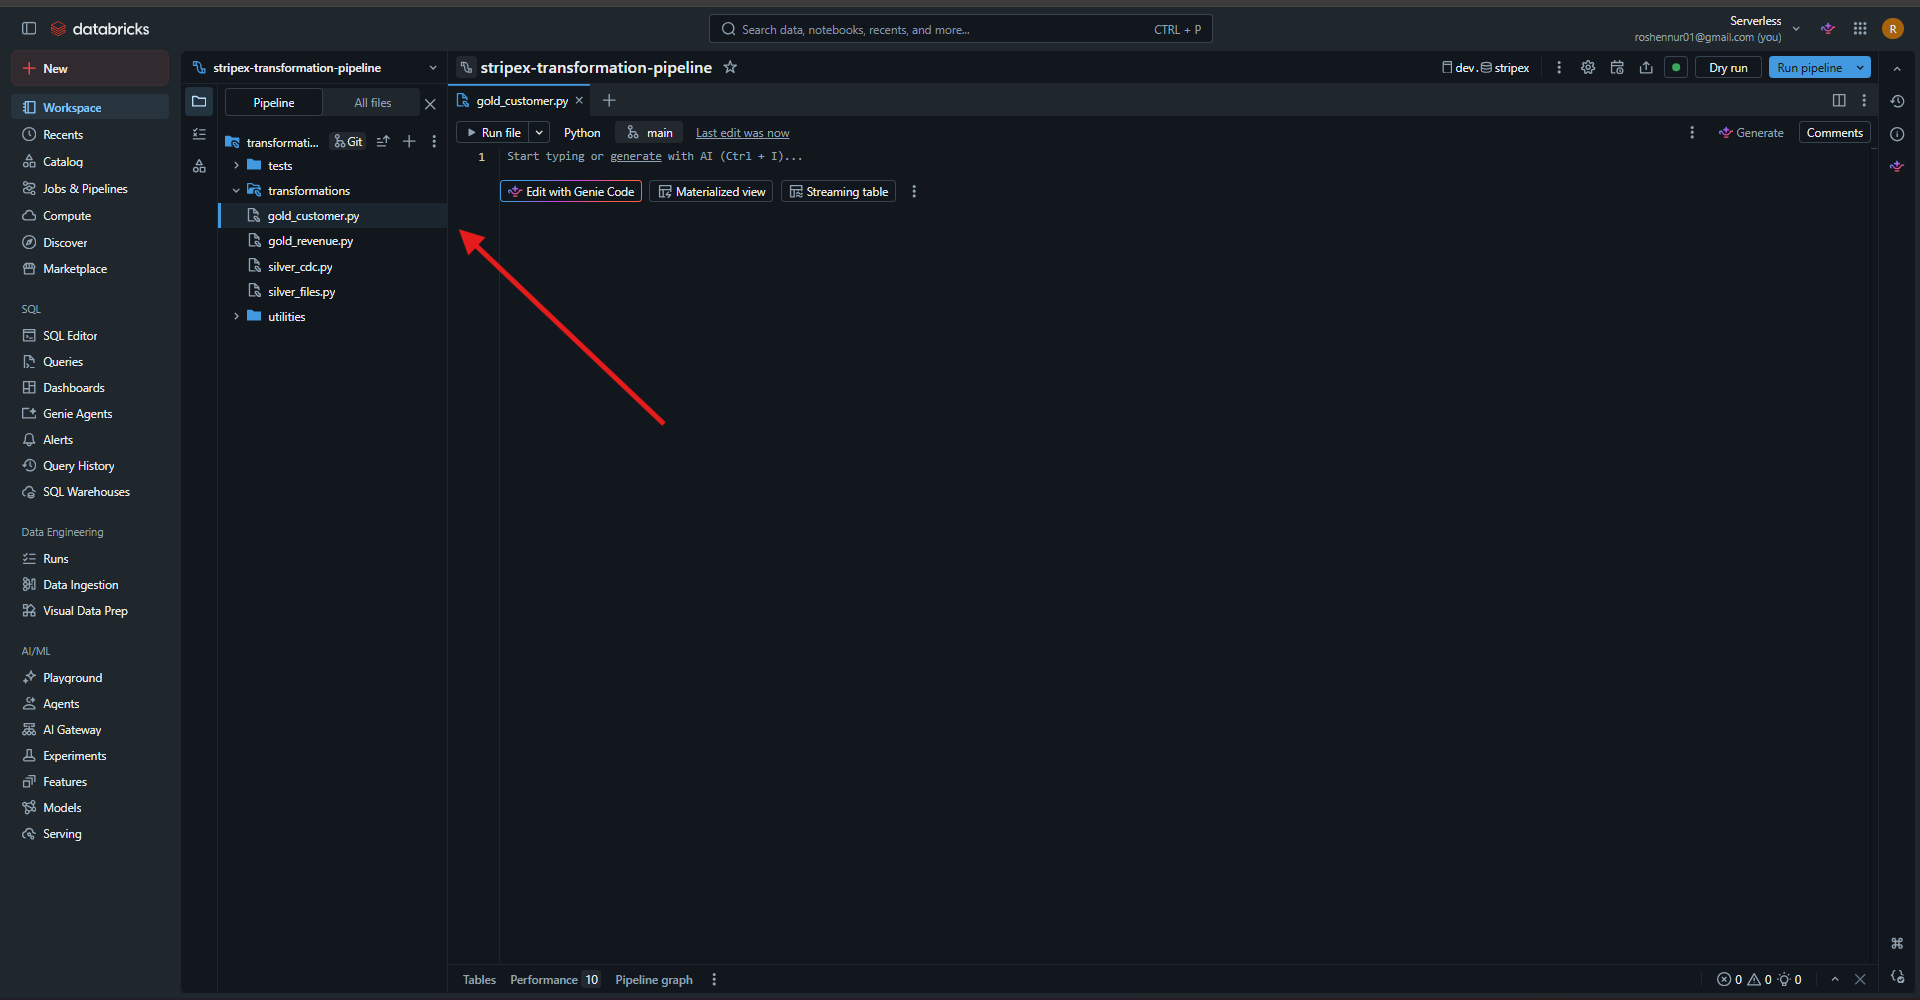 databricks
Search data, notebooks, recents, and more...
CTRL + P
Serverless
roshennur01@gmail.com (you)
R
New
Workspace
Recents
Catalog
Jobs & Pipelines
Compute
Discover
Marketplace
SQL
SQL Editor
Queries
Dashboards
Genie Agents
Alerts
Query History
SQL Warehouses
Data Engineering
Runs
Data Ingestion
Visual Data Prep
AI/ML
Playground
Agents
AI Gateway
Experiments
Features
Models
Serving
stripex-transformation-pipeline
Pipeline
All files
transformati...
Git
tests
transformations
gold_customer.py
gold_revenue.py
silver_cdc.py
silver_files.py
utilities
stripex-transformation-pipeline
dev.stripex
Dry run
Run pipeline
gold_customer.py
Run file
Python
main
Last edit was now
Generate
Comments
1
Start typing or generate with AI (Ctrl + I)...
Edit with Genie Code
Materialized view
Streaming table
Tables
Performance 10
Pipeline graph
0
0
0